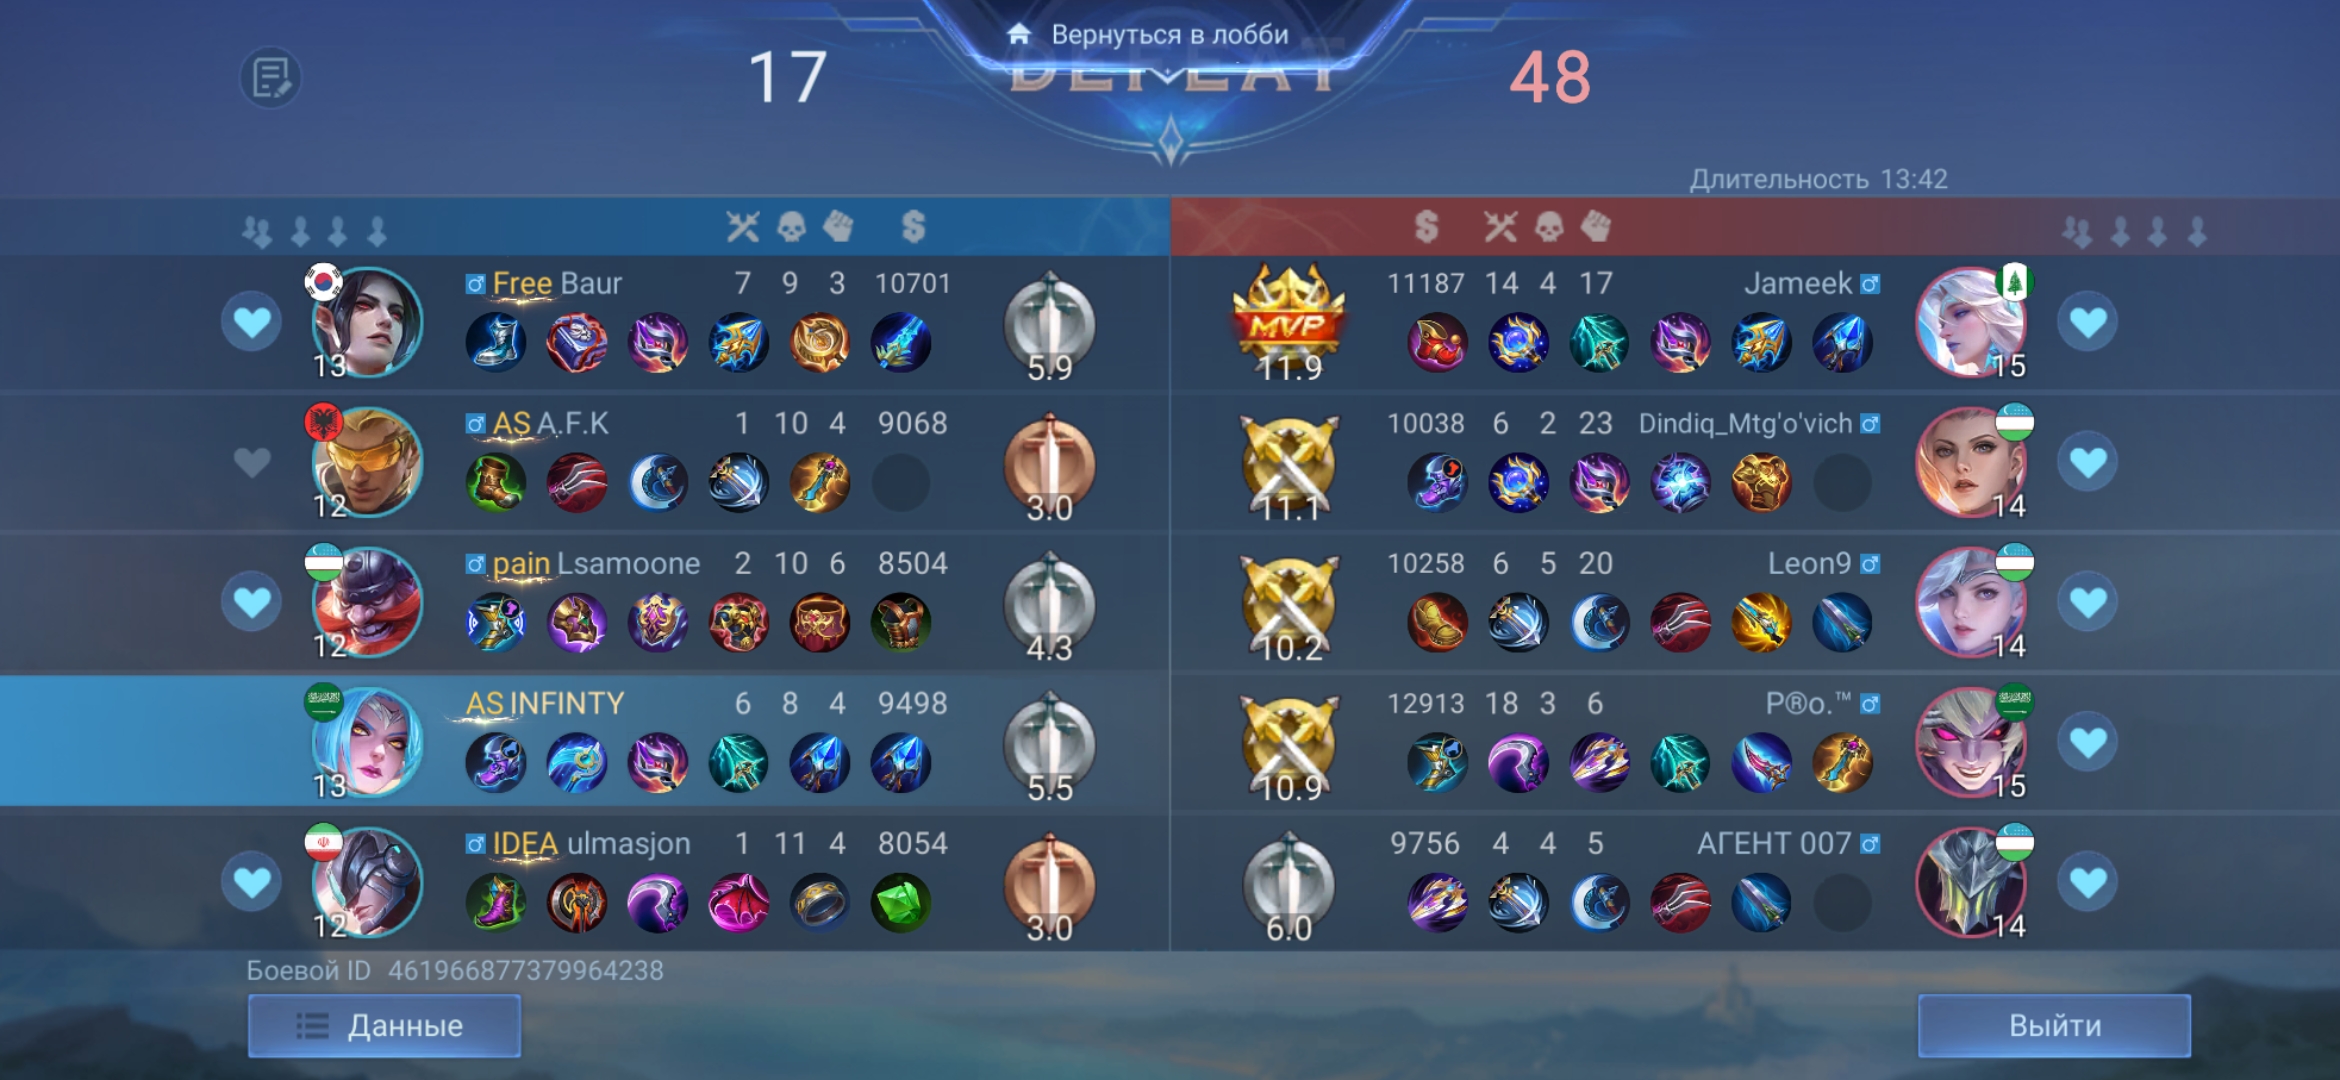 Вернуться в лобби
17 DEFEAT 48
Длительность 13:42
Free Baur 7 9 3 10701
13 5.9
MVP 11187 14 4 17 Jameek
11.9 15
AS A.F.K 1 10 4 9068
12 3.0
10038 6 2 23 Dindiq_Mtg'o'vich
11.1 14
pain Lsamoone 2 10 6 8504
12 4.3
10258 6 5 20 Leon9
10.2 14
AS INFINTY 6 8 4 9498
13 5.5
12913 18 3 6 P®o.™
10.9 15
IDEA ulmasjon 1 11 4 8054
12 3.0
9756 4 4 5 АГЕНТ 007
6.0 14
Боевой ID 461966877379964238
Данные
Выйти